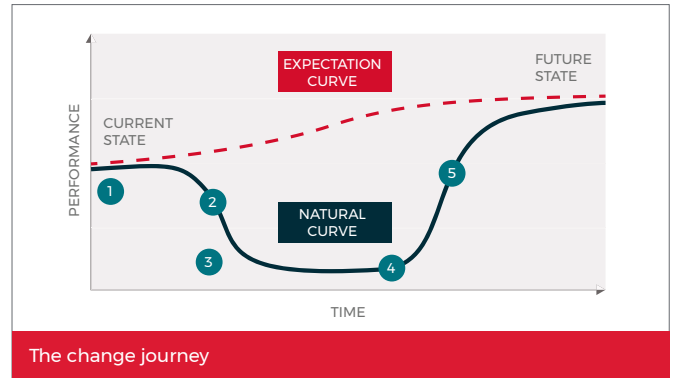 EXPECTATION
CURVE
FUTURE
STATE
CURRENT
STATE
PERFORMANCE
1
2
3
4
5
NATURAL
CURVE
TIME
The change journey